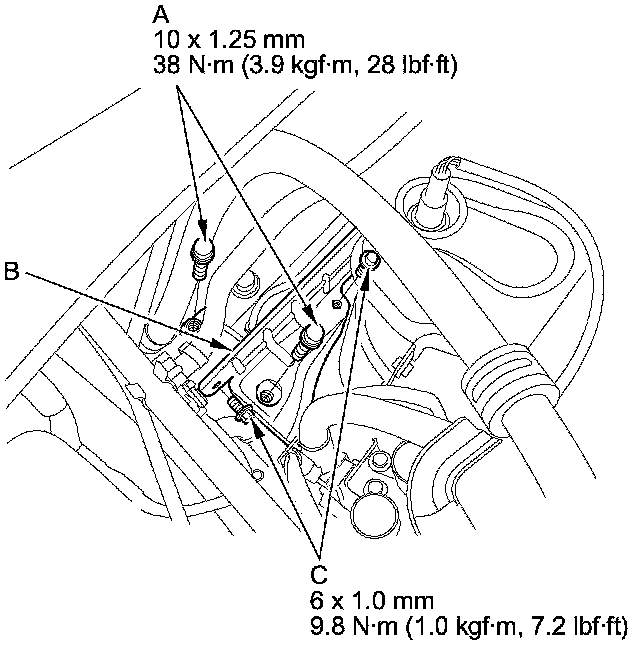 A
10 x 1.25 mm
38 N·m (3.9 kgf·m, 28 lbf·ft)
B
C
6 x 1.0 mm
9.8 N·m (1.0 kgf·m, 7.2 lbf·ft)